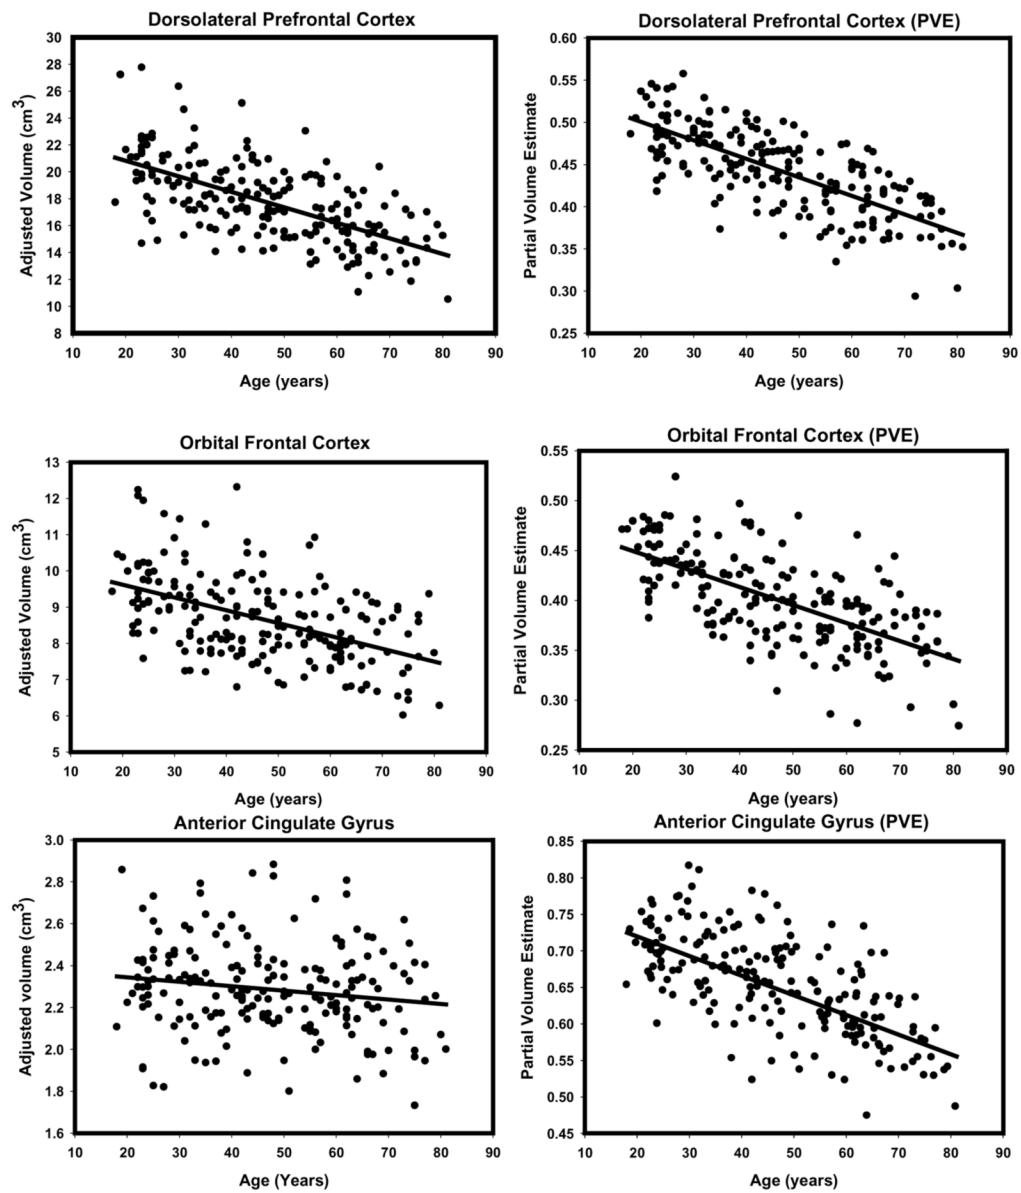 Dorsolateral Prefrontal Cortex
Adjusted Volume (cm3)
30
28
26
24
22
20
18
16
14
12
10
8
10 20 30 40 50 60 70 80 90
Age (years)
Dorsolateral Prefrontal Cortex (PVE)
Partial Volume Estimate
0.60
0.55
0.50
0.45
0.40
0.35
0.30
0.25
10 20 30 40 50 60 70 80 90
Age (years)
Orbital Frontal Cortex
Adjusted Volume (cm3)
13
12
11
10
9
8
7
6
5
10 20 30 40 50 60 70 80 90
Age (years)
Orbital Frontal Cortex (PVE)
Partial Volume Estimate
0.55
0.50
0.45
0.40
0.35
0.30
0.25
10 20 30 40 50 60 70 80 90
Age (years)
Anterior Cingulate Gyrus
Adjusted volume (cm3)
3.0
2.8
2.6
2.4
2.2
2.0
1.8
1.6
10 20 30 40 50 60 70 80 90
Age (Years)
Anterior Cingulate Gyrus (PVE)
Partial Volume Estimate
0.85
0.80
0.75
0.70
0.65
0.60
0.55
0.50
0.45
10 20 30 40 50 60 70 80 90
Age (years)